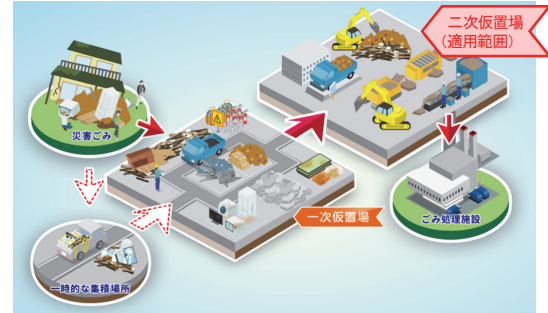 二次仮置場
（適用範囲）
災害ごみ
一次仮置場
ごみ処理施設
一時的な集積場所